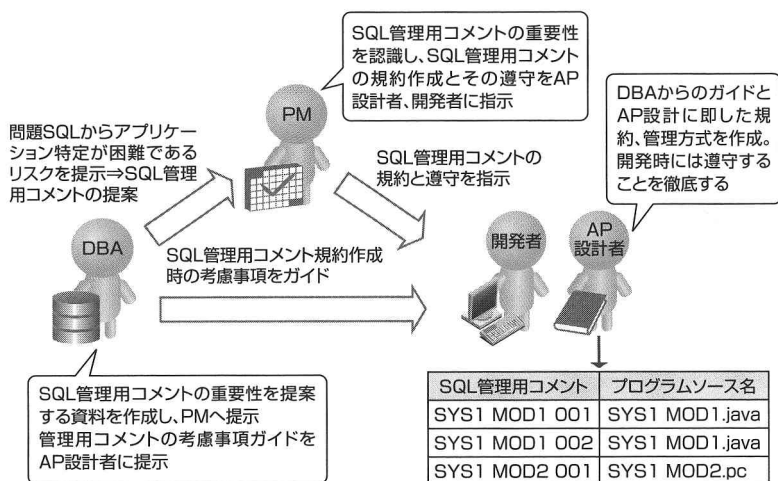 SQL管理用コメントの重要性
を認識し、SQL管理用コメント
の規約作成とその遵守をAP
設計者、開発者に指示
PM
DBAからのガイドと
AP設計に即した規
約、管理方式を作成。
開発時には遵守する
ことを徹底する
問題SQLからアプリケー
ション特定が困難である
リスクを提示⇒SQL管理
用コメントの提案
SQL管理用コメントの
規約と遵守を指示
DBA
SQL管理用コメント規約作成
時の考慮事項をガイド
開発者
AP
設計者
SQL管理用コメントの重要性を提案
する資料を作成し、PMへ提示
管理用コメントの考慮事項ガイドを
AP設計者に提示
SQL管理用コメント プログラムソース名
SYS1 MOD1 001 SYS1 MOD1.java
SYS1 MOD1 002 SYS1 MOD1.java
SYS1 MOD2 001 SYS1 MOD2.pc